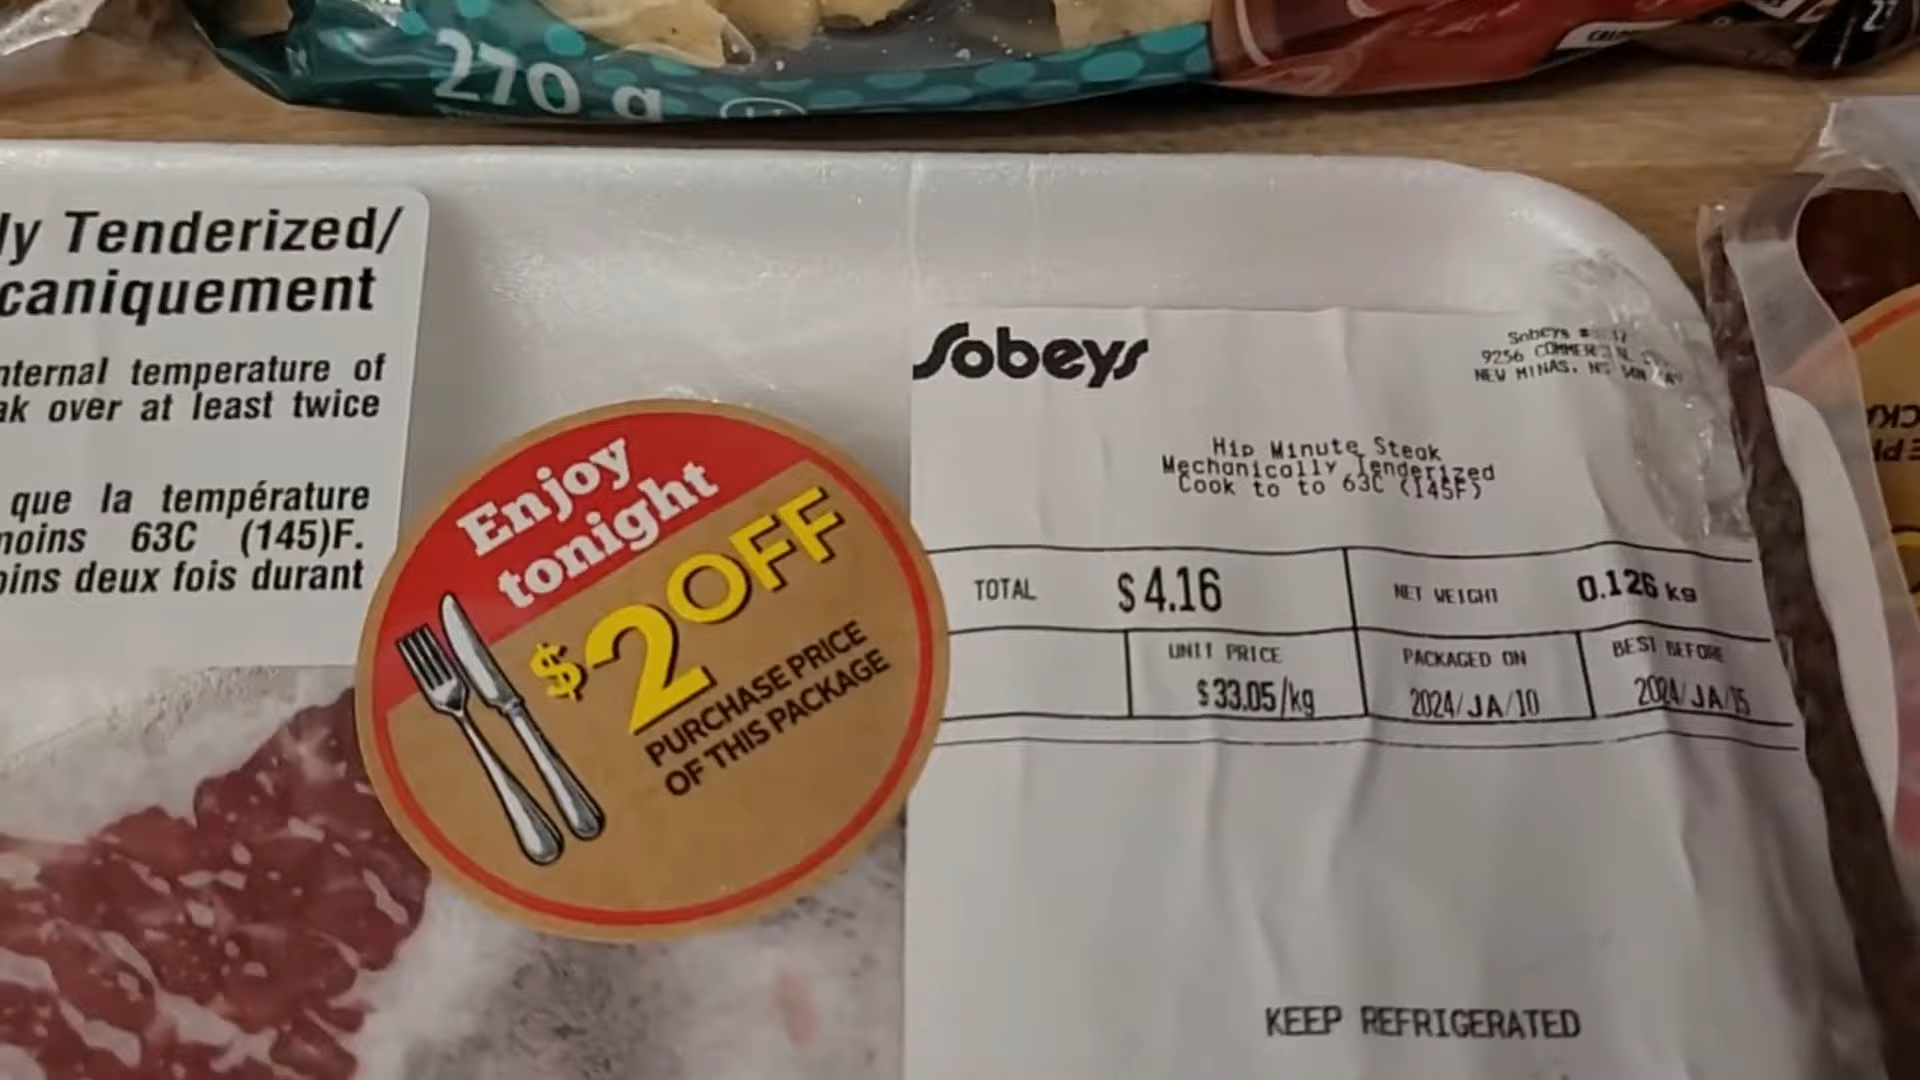 270 g
ly Tenderized/
caniquement
nternal temperature of
ak over at least twice
que la température
moins 63C (145)F.
oins deux fois durant
Enjoy
tonight
$2 OFF
PURCHASE PRICE
OF THIS PACKAGE
Sobeys
Sobeys
9256
NEW MINAS, NS
Hip Minute Steak
Mechanically Tenderized
Cook to to 63C (145F)
TOTAL $4.16 NET WEIGHT 0.126 kg
UNIT PRICE PACKAGED ON BEST BEFORE
$33.05/kg 2024/JA/10 2024/JA/15
KEEP REFRIGERATED